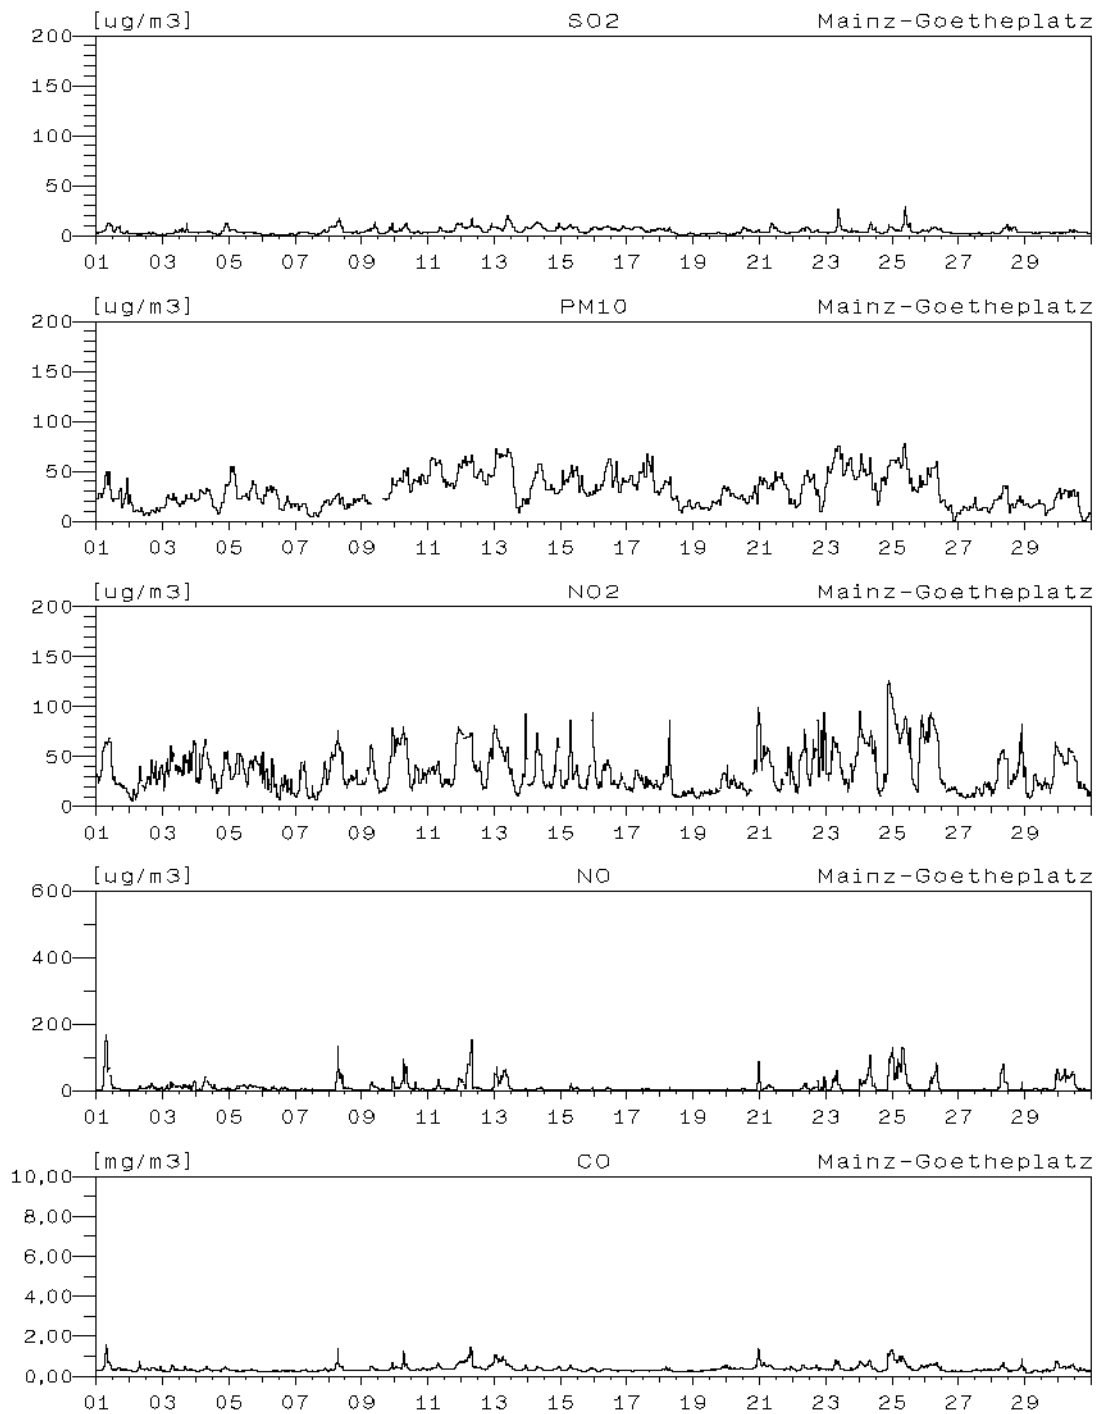 [ug/m3] SO2 Mainz-Goetheplatz
200
150
100
50
0
01 03 05 07 09 11 13 15 17 19 21 23 25 27 29
[ug/m3] PM10 Mainz-Goetheplatz
200
150
100
50
0
01 03 05 07 09 11 13 15 17 19 21 23 25 27 29
[ug/m3] NO2 Mainz-Goetheplatz
200
150
100
50
0
01 03 05 07 09 11 13 15 17 19 21 23 25 27 29
[ug/m3] NO Mainz-Goetheplatz
600
400
200
0
01 03 05 07 09 11 13 15 17 19 21 23 25 27 29
[mg/m3] CO Mainz-Goetheplatz
10,00
8,00
6,00
4,00
2,00
0,00
01 03 05 07 09 11 13 15 17 19 21 23 25 27 29